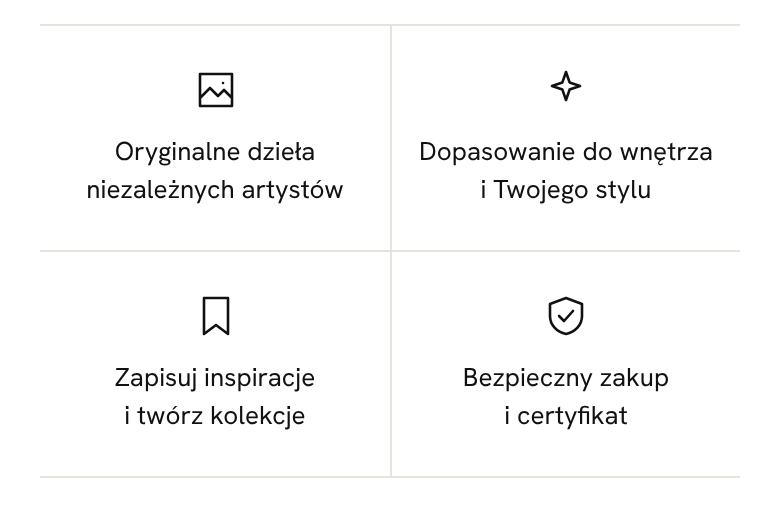 Oryginalne dzieła
niezależnych artystów
Dopasowanie do wnętrza
i Twojego stylu
Zapisuj inspiracje
i twórz kolekcje
Bezpieczny zakup
i certyfikat